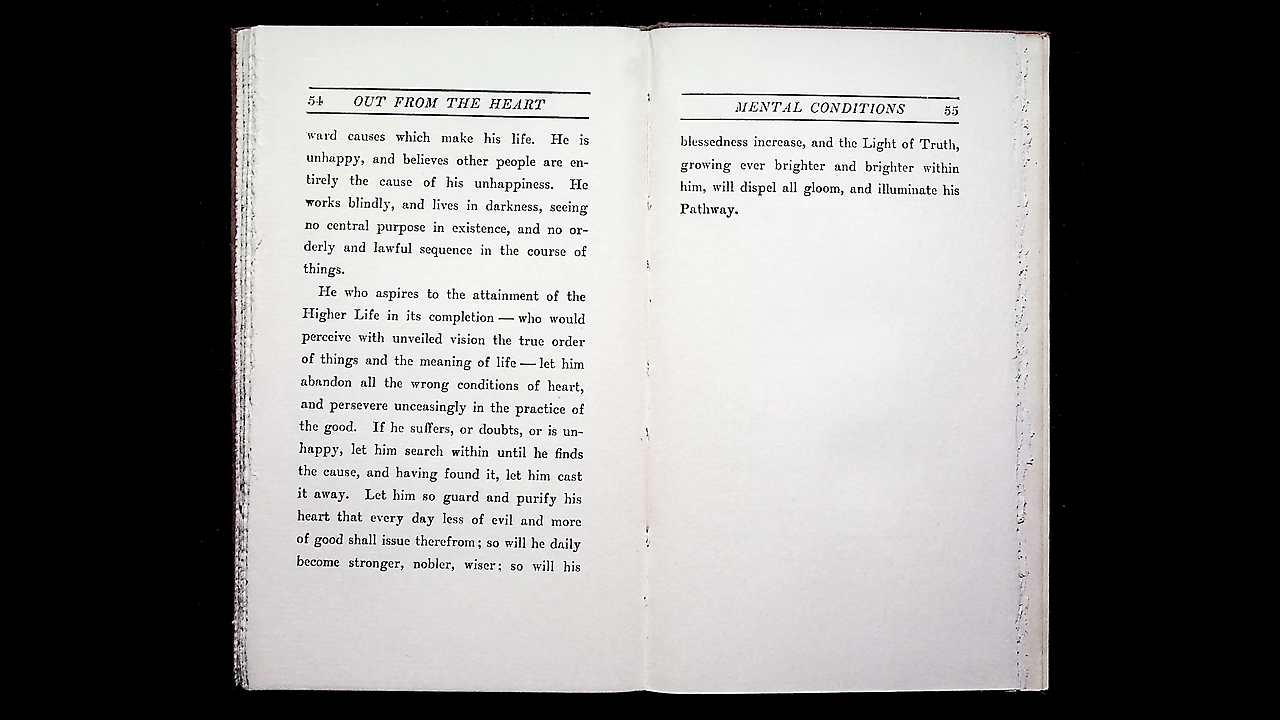 54 OUT FROM THE HEART
ward causes which make his life. He is
unhappy, and believes other people are en-
tirely the cause of his unhappiness. He
works blindly, and lives in darkness, seeing
no central purpose in existence, and no or-
derly and lawful sequence in the course of
things.
He who aspires to the attainment of the
Higher Life in its completion — who would
perceive with unveiled vision the true order
of things and the meaning of life — let him
abandon all the wrong conditions of heart,
and persevere unceasingly in the practice of
the good. If he suffers, or doubts, or is un-
happy, let him search within until he finds
the cause, and having found it, let him cast
it away. Let him so guard and purify his
heart that every day less of evil and more
of good shall issue therefrom; so will he daily
become stronger, nobler, wiser; so will his
MENTAL CONDITIONS 55
blessedness increase, and the Light of Truth,
growing ever brighter and brighter within
him, will dispel all gloom, and illuminate his
Pathway.